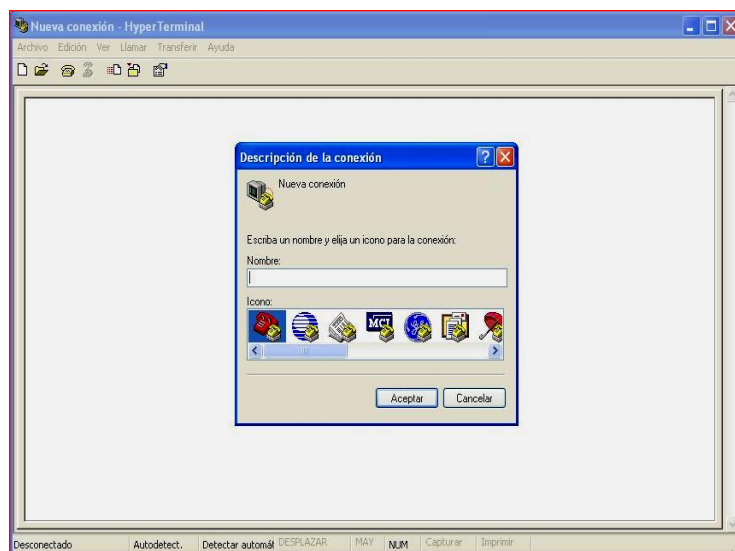 Nueva conexión - HyperTerminal
Archivo Edición Ver Llamar Transferir Ayuda
Descripción de la conexión
Nueva conexión
Escriba un nombre y elija un icono para la conexión:
Nombre:
Icono:
MCI
Aceptar Cancelar
Desconectado Autodetect. Detectar automát DESPLAZAR MAY NUM Capturar Imprimir